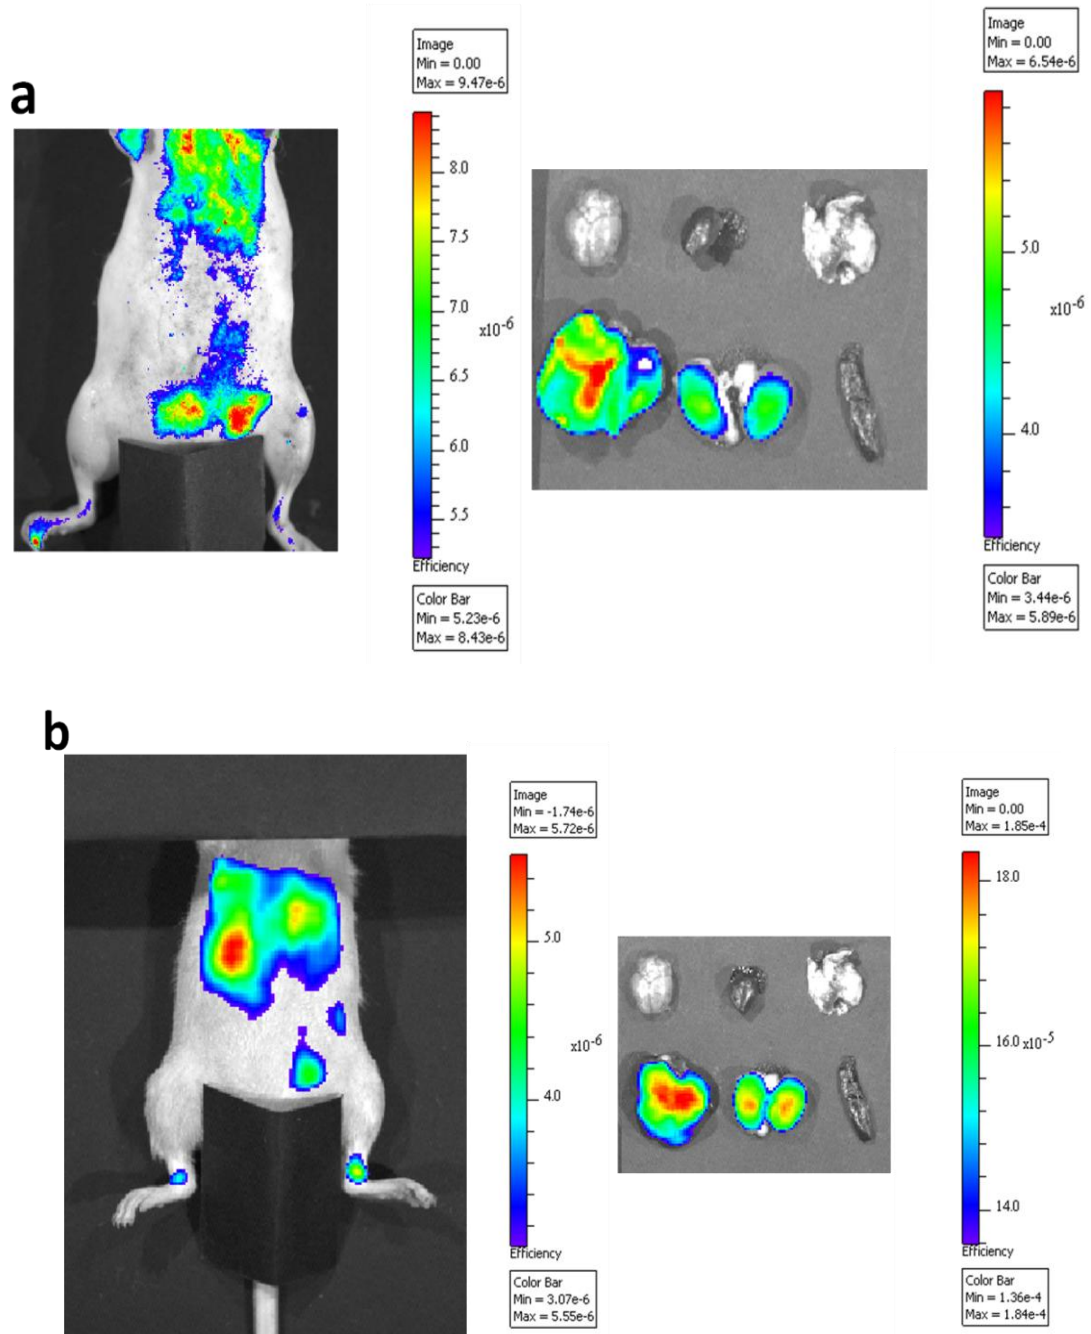 a
Image
Min = 0.00
Max = 9.47e-6
8.0
7.5
7.0
x10-6
6.5
6.0
5.5
Efficiency
Color Bar
Min = 5.23e-6
Max = 8.43e-6
Image
Min = 0.00
Max = 6.54e-6
5.0
x10-6
4.0
Efficiency
Color Bar
Min = 3.44e-6
Max = 5.89e-6
b
Image
Min = -1.74e-6
Max = 5.72e-6
5.0
x10-6
4.0
Efficiency
Color Bar
Min = 3.07e-6
Max = 5.55e-6
Image
Min = 0.00
Max = 1.85e-4
18.0
16.0 x10-5
14.0
Efficiency
Color Bar
Min = 1.36e-4
Max = 1.84e-4